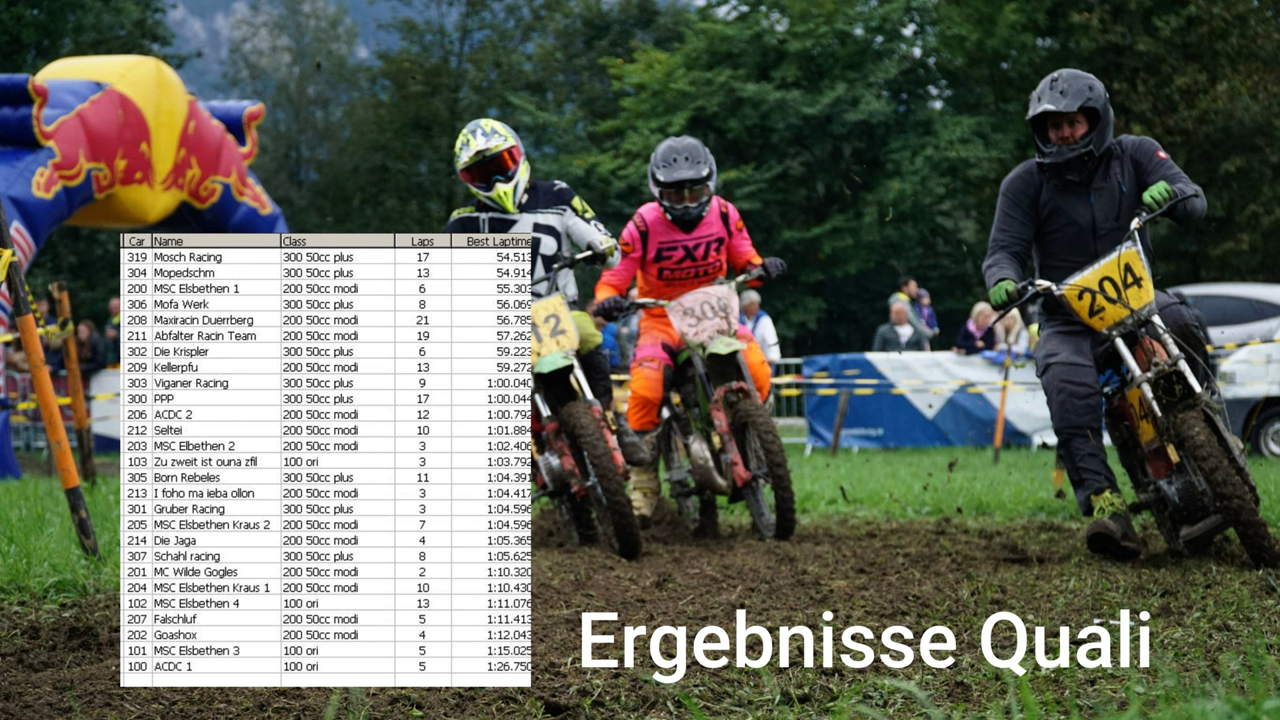 Car Name Class Laps Best Laptime
319 Mosch Racing 300 50cc plus 17 54.513
304 Mopedschm 300 50cc plus 13 54.914
200 MSC Elsbethen 1 200 50cc modi 6 55.303
306 Mofa Werk 300 50cc plus 8 56.069
208 Maxiracin Duerrberg 200 50cc modi 21 56.785
211 Abfalter Racin Team 200 50cc modi 19 57.262
302 Die Krispler 300 50cc plus 6 59.223
209 Kellerpfu 200 50cc modi 13 59.272
303 Viganer Racing 300 50cc plus 9 1:00.040
300 PPP 300 50cc plus 17 1:00.044
206 ACDC 2 200 50cc modi 12 1:00.792
212 Seltei 200 50cc modi 10 1:01.884
203 MSC Elbethen 2 200 50cc modi 3 1:02.406
103 Zu zweit ist ouna zfil 100 ori 3 1:03.792
305 Born Rebeles 300 50cc plus 11 1:04.391
213 I foho ma ieba ollon 200 50cc modi 3 1:04.417
301 Gruber Racing 300 50cc plus 3 1:04.596
205 MSC Elsbethen Kraus 2 200 50cc modi 7 1:04.596
214 Die Jaga 200 50cc modi 4 1:05.365
307 Schahl racing 300 50cc plus 8 1:05.625
201 MC Wilde Gogles 200 50cc modi 2 1:10.320
204 MSC Elsbethen Kraus 1 200 50cc modi 10 1:10.430
102 MSC Elsbethen 4 100 ori 13 1:11.076
207 Falschluf 200 50cc modi 5 1:11.413
202 Goashox 200 50cc modi 4 1:12.043
101 MSC Elsbethen 3 100 ori 5 1:15.025
100 ACDC 1 100 ori 5 1:26.750
FXR
MOTO
12
204
Ergebnisse Quali